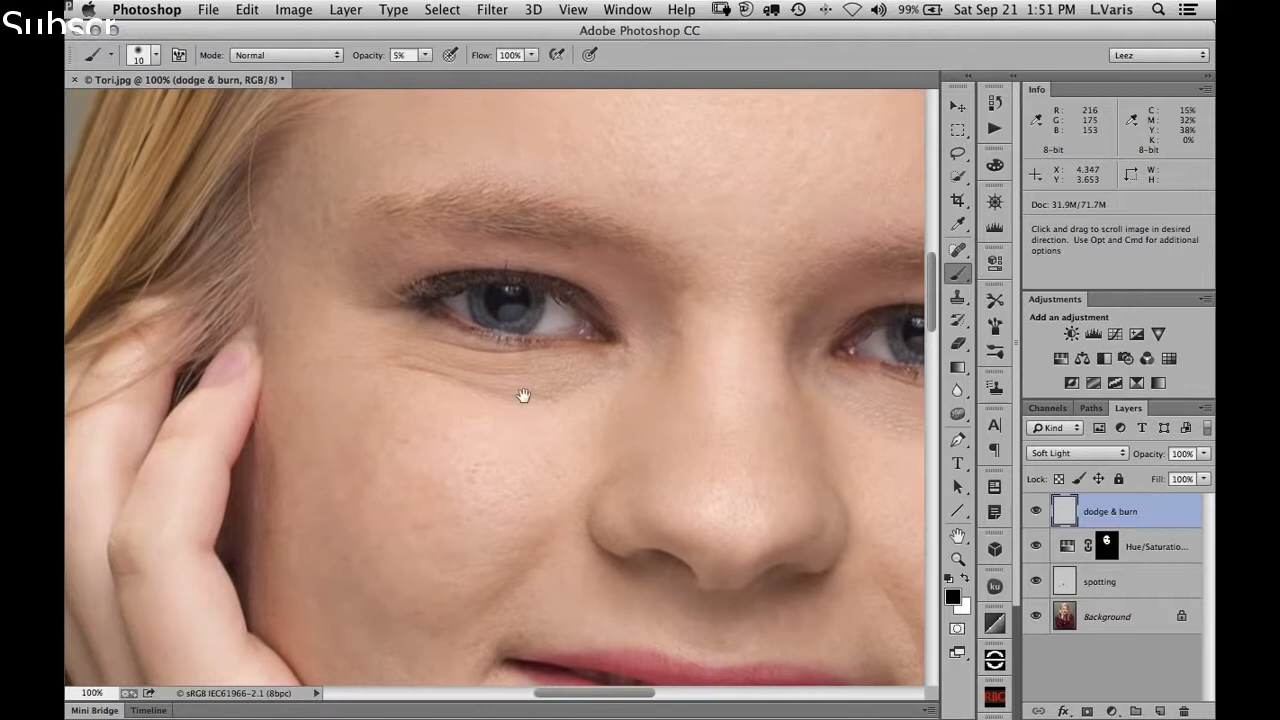 Subscr
Photoshop File Edit Image Layer Type Select Filter 3D View Window Help 99% Sat Sep 21 1:51 PM L.Varis
Adobe Photoshop CC
10 Mode: Normal Opacity: 5% Flow: 100% Leez
© Tori.jpg @ 100% (dodge & burn, RGB/8) *
Info
R: 216 C: 15%
G: 175 M: 32%
B: 153 Y: 38%
K: 0%
8-bit 8-bit
X: 4.347 W:
Y: 3.653 H:
Doc: 31.9M/71.7M
Click and drag to scroll image in desired
direction. Use Opt and Cmd for additional
options
Adjustments
Add an adjustment
Channels Paths Layers
Kind
Soft Light Opacity: 100%
Lock: Fill: 100%
dodge & burn
Hue/Saturatio...
spotting
Background
ku
RBG
100% © sRGB IEC61966-2.1 (8bpc)
Mini Bridge Timeline